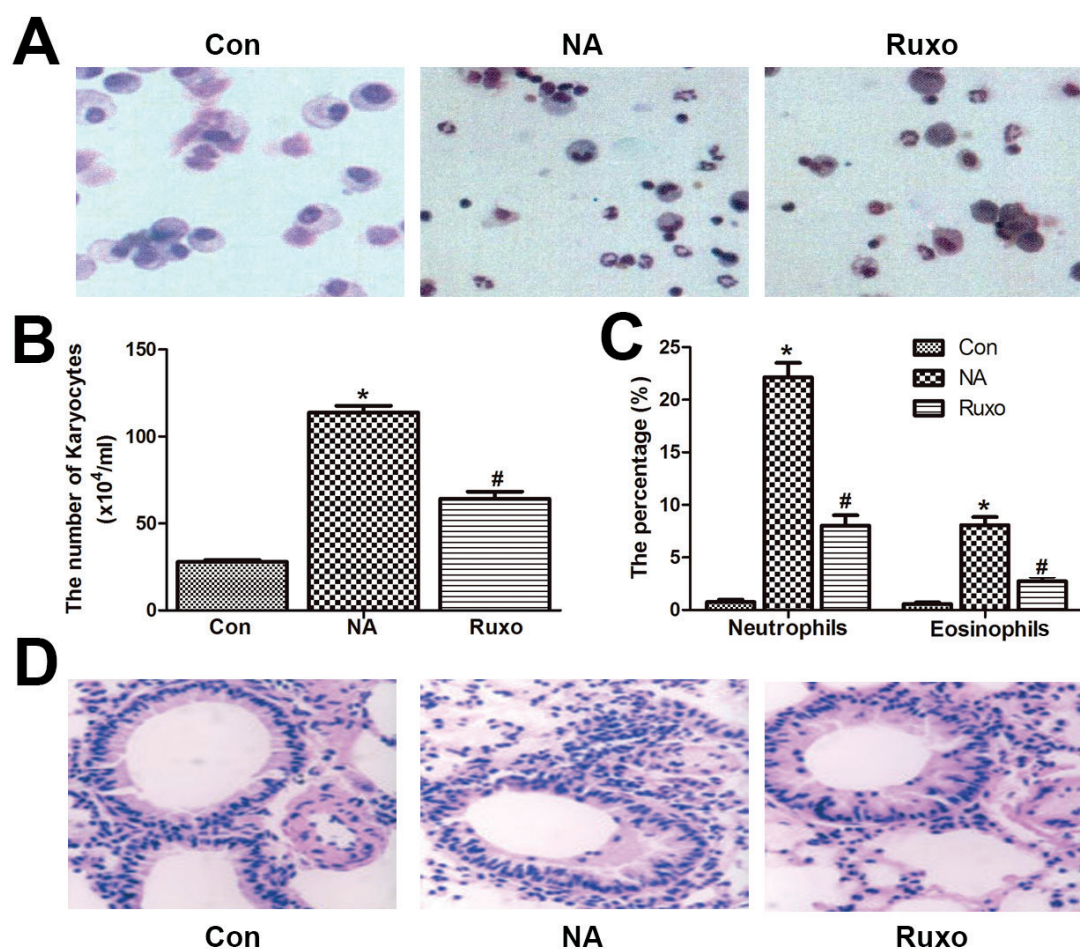 A
Con
NA
Ruxo
B
The number of Karyocytes
(x10⁴/ml)
150
100
50
0
*
#
Con
NA
Ruxo
C
The percentage (%)
25
20
15
10
5
0
*
#
*
#
Con
NA
Ruxo
Neutrophils
Eosinophils
D
Con
NA
Ruxo